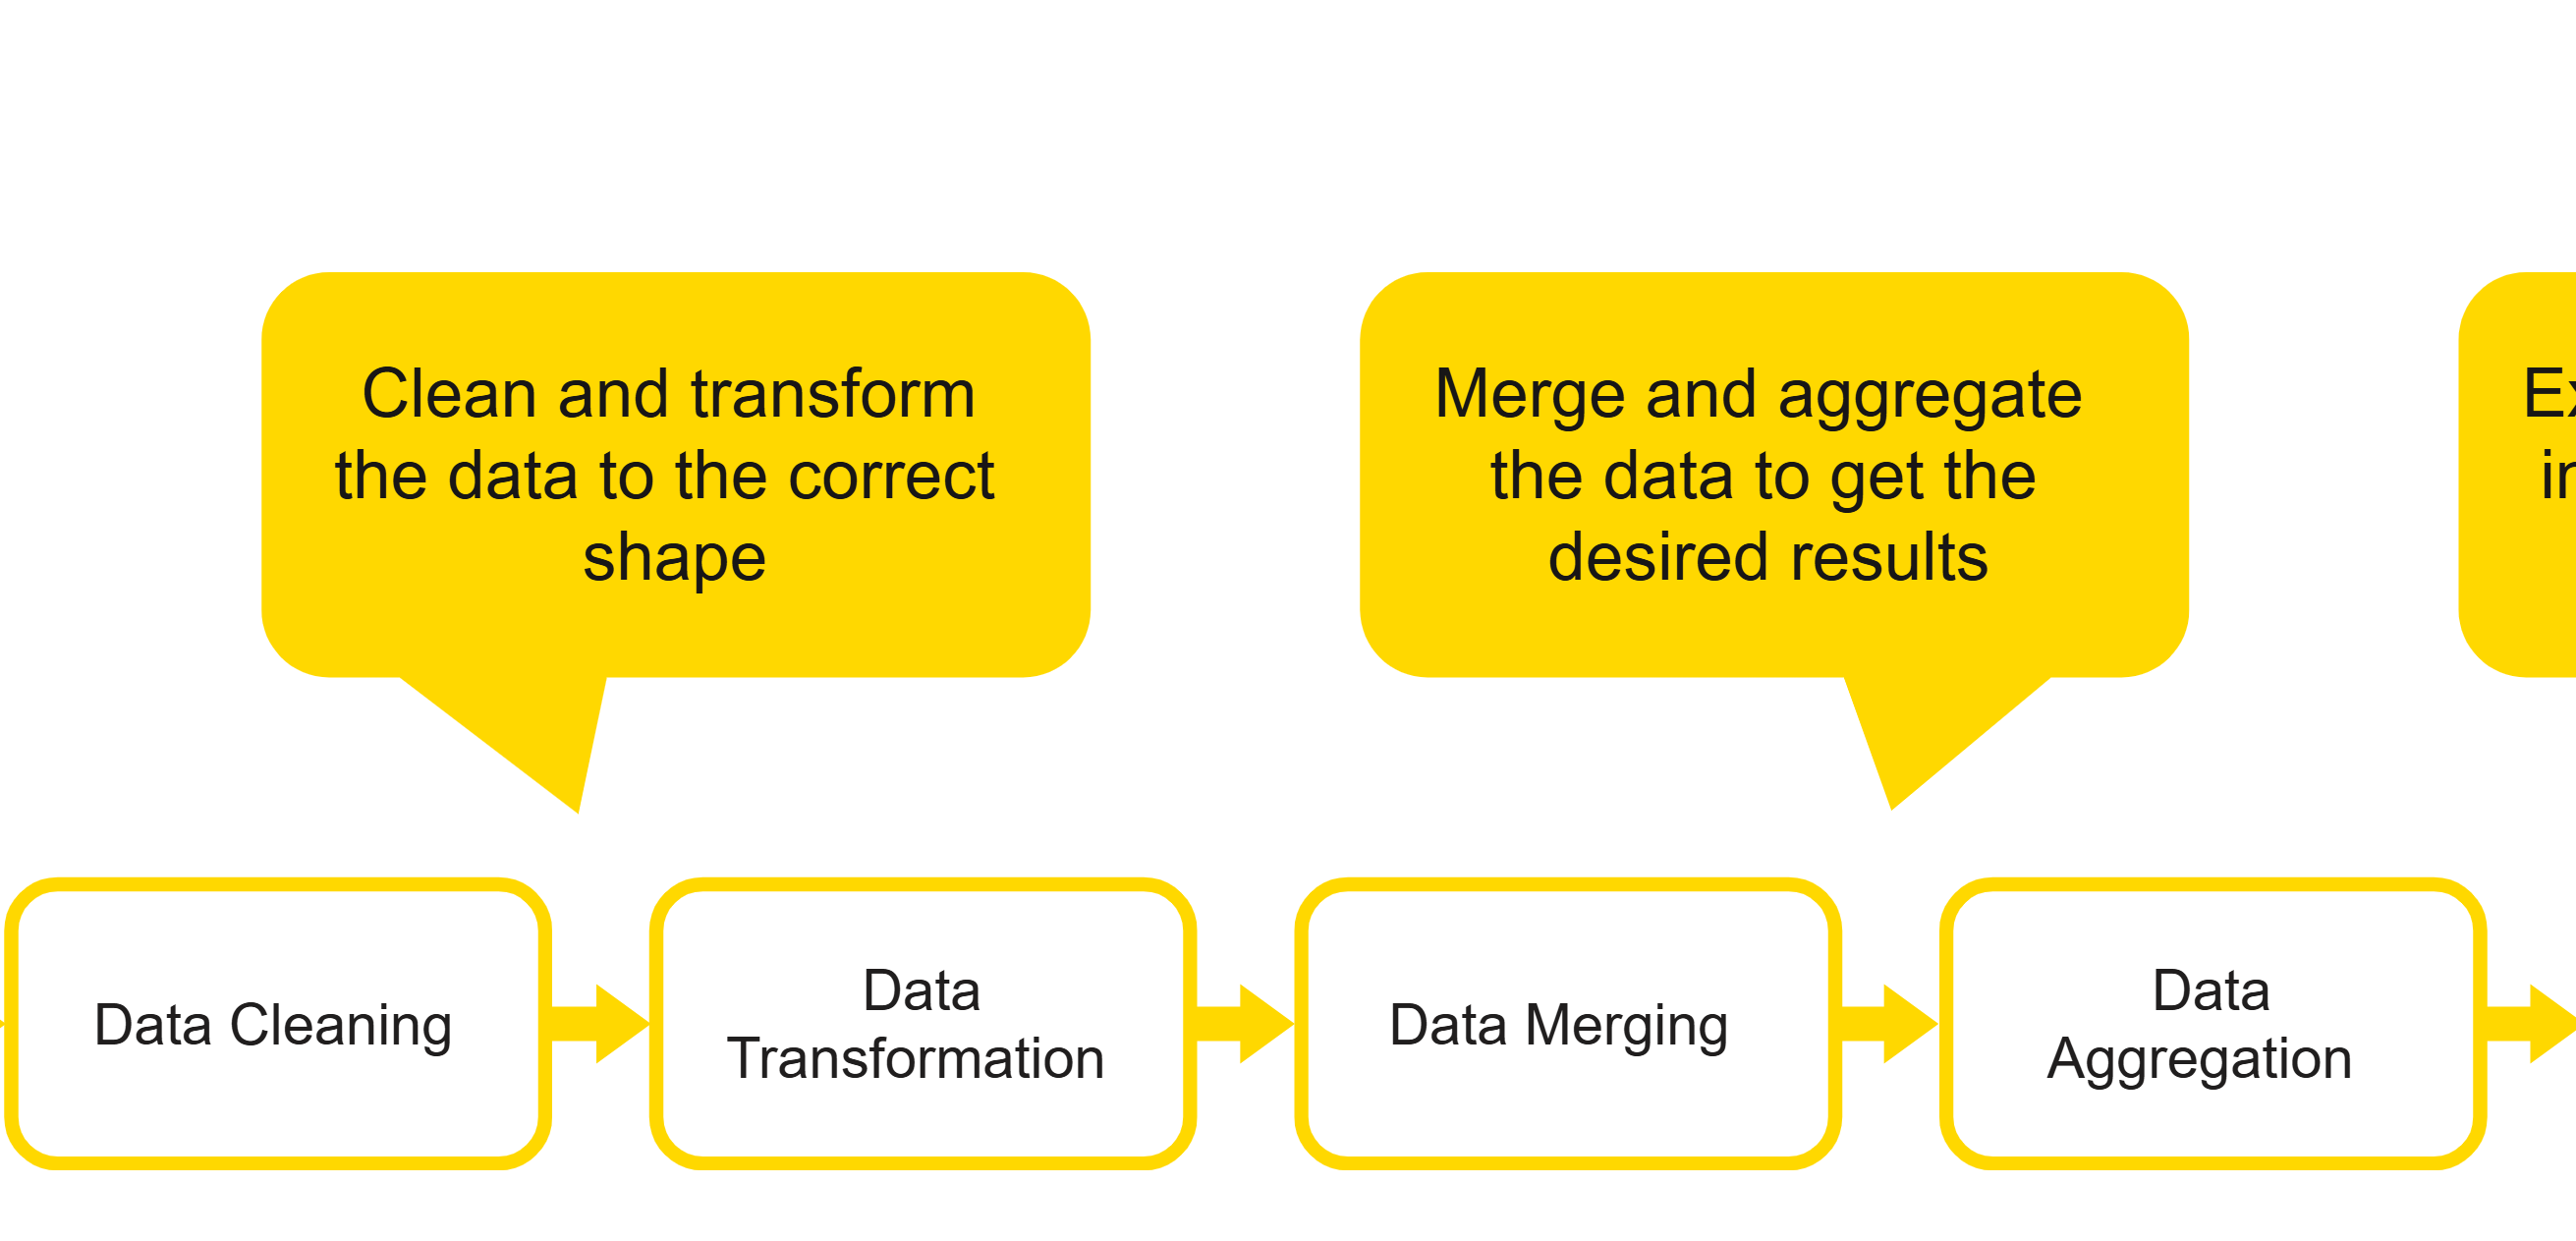 Clean and transform
the data to the correct
shape
Merge and aggregate
the data to get the
desired results
Data Cleaning
Data
Transformation
Data Merging
Data
Aggregation